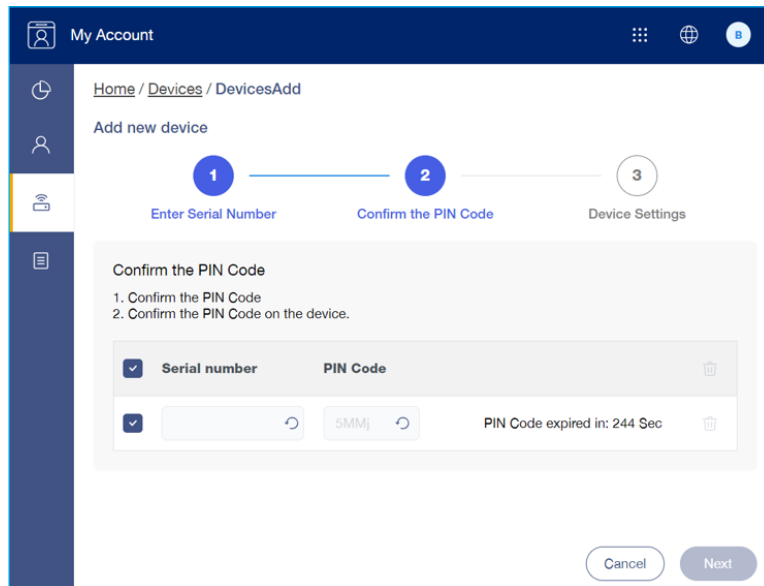 My Account
B
Home / Devices / DevicesAdd
Add new device
1
2
3
Enter Serial Number
Confirm the PIN Code
Device Settings
Confirm the PIN Code
1. Confirm the PIN Code
2. Confirm the PIN Code on the device.
Serial number
PIN Code
5MMj
PIN Code expired in: 244 Sec
Cancel
Next